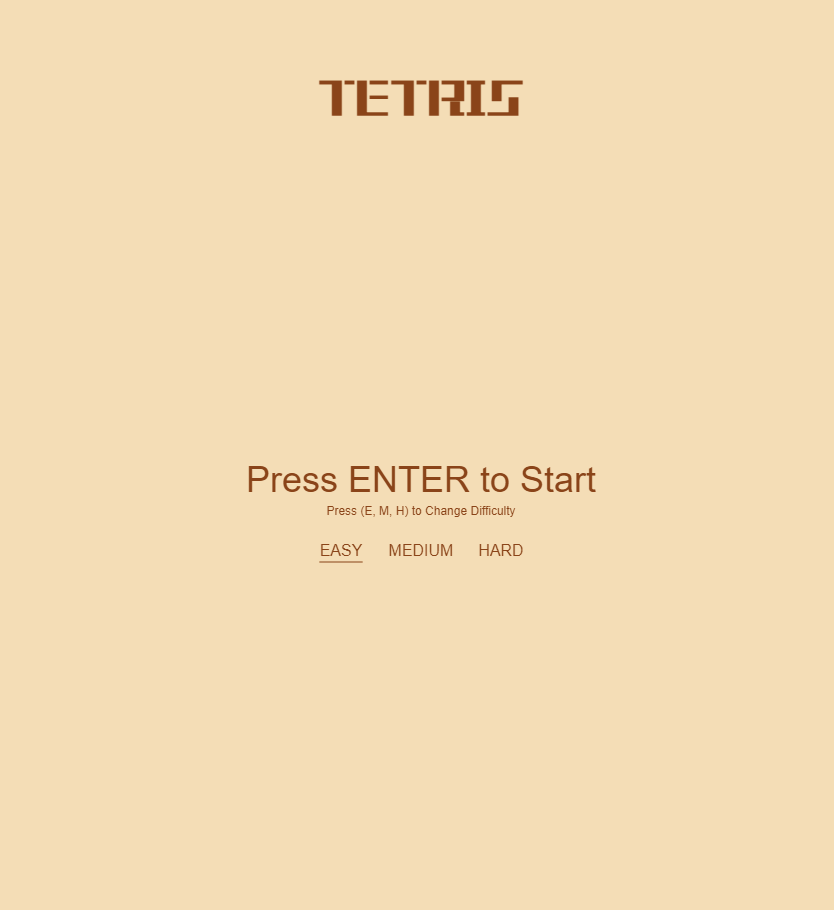 TETRIS
Press ENTER to Start
Press (E, M, H) to Change Difficulty
EASY MEDIUM HARD